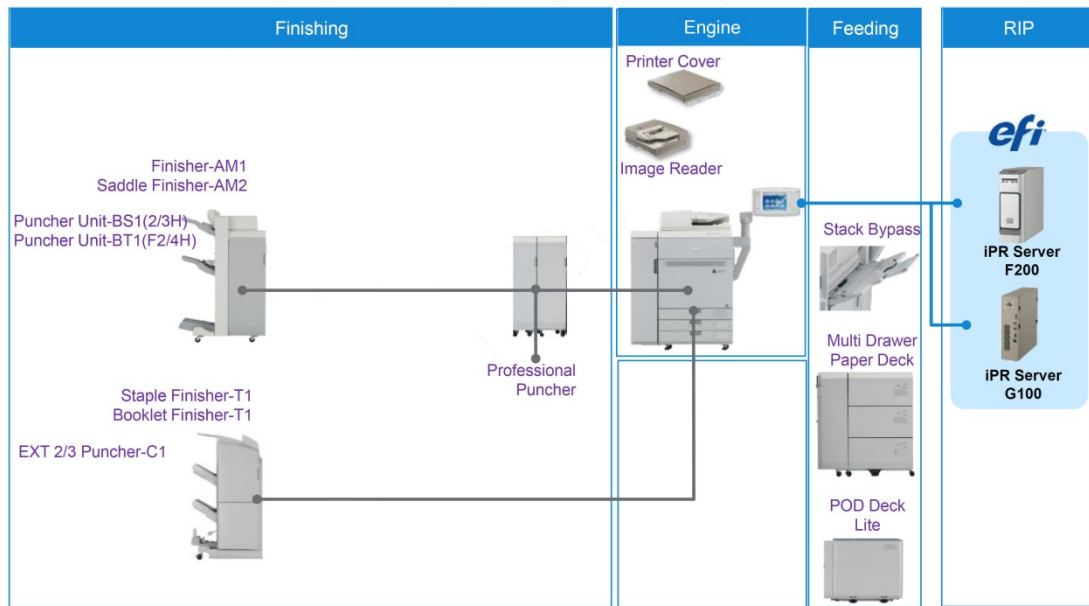 Finishing
Engine
Feeding
RIP
Printer Cover
Image Reader
Finisher-AM1
Saddle Finisher-AM2
Puncher Unit-BS1(2/3H)
Puncher Unit-BT1(F2/4H)
Professional
Puncher
Staple Finisher-T1
Booklet Finisher-T1
EXT 2/3 Puncher-C1
Stack Bypass
Multi Drawer
Paper Deck
POD Deck
Lite
efi
iPR Server
F200
iPR Server
G100